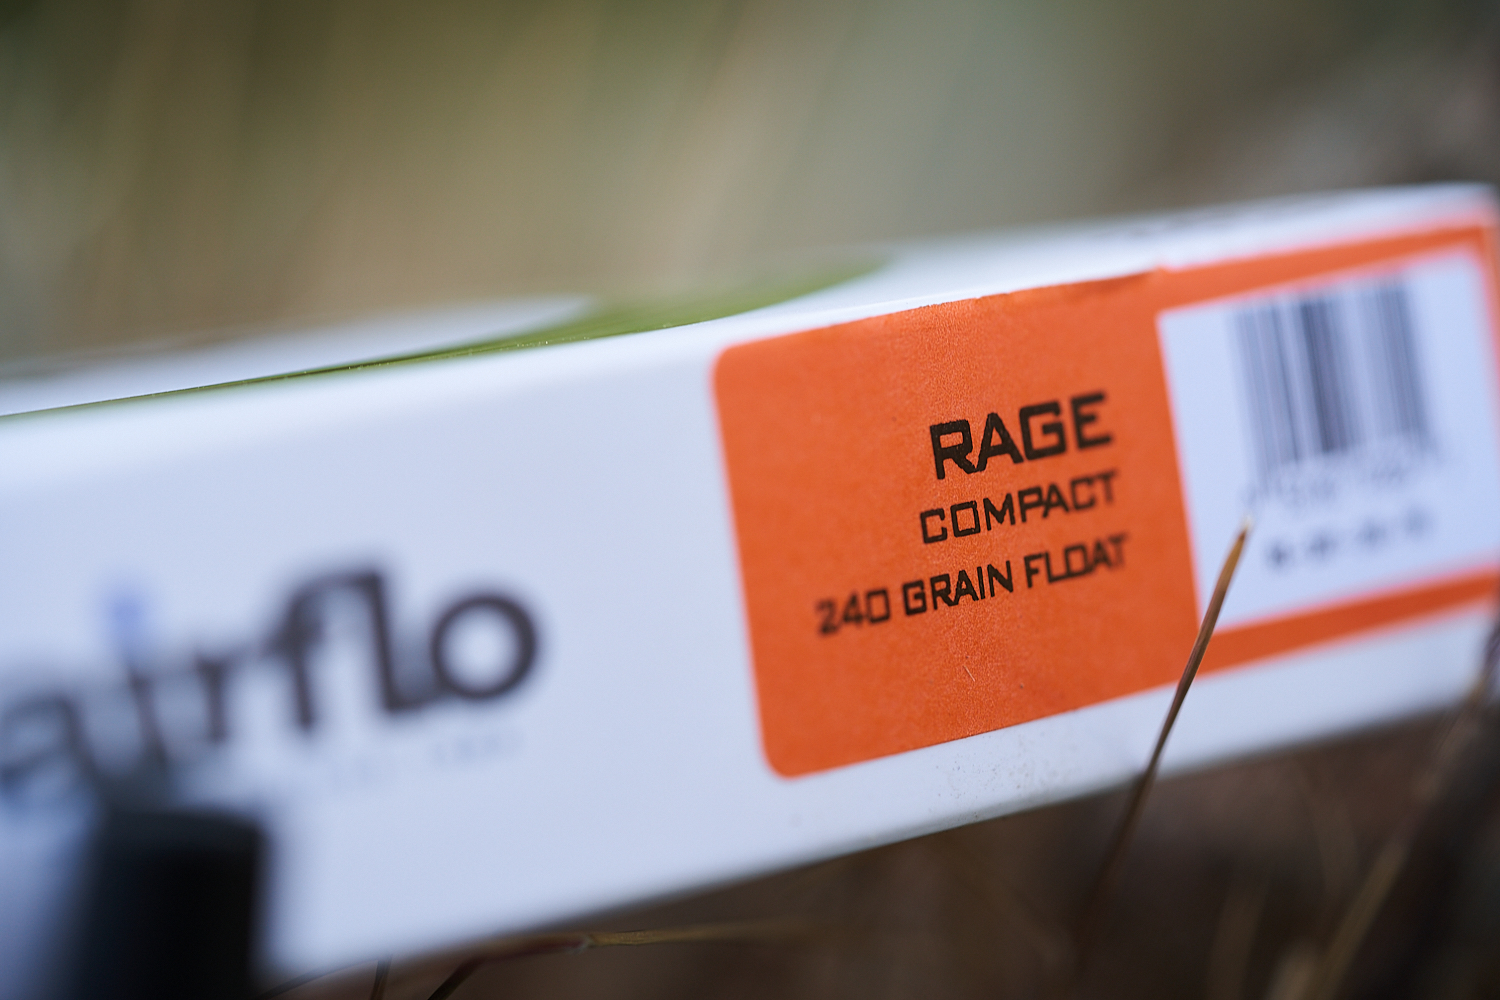 airflo
RAGE
COMPACT
240 GRAIN FLOAT